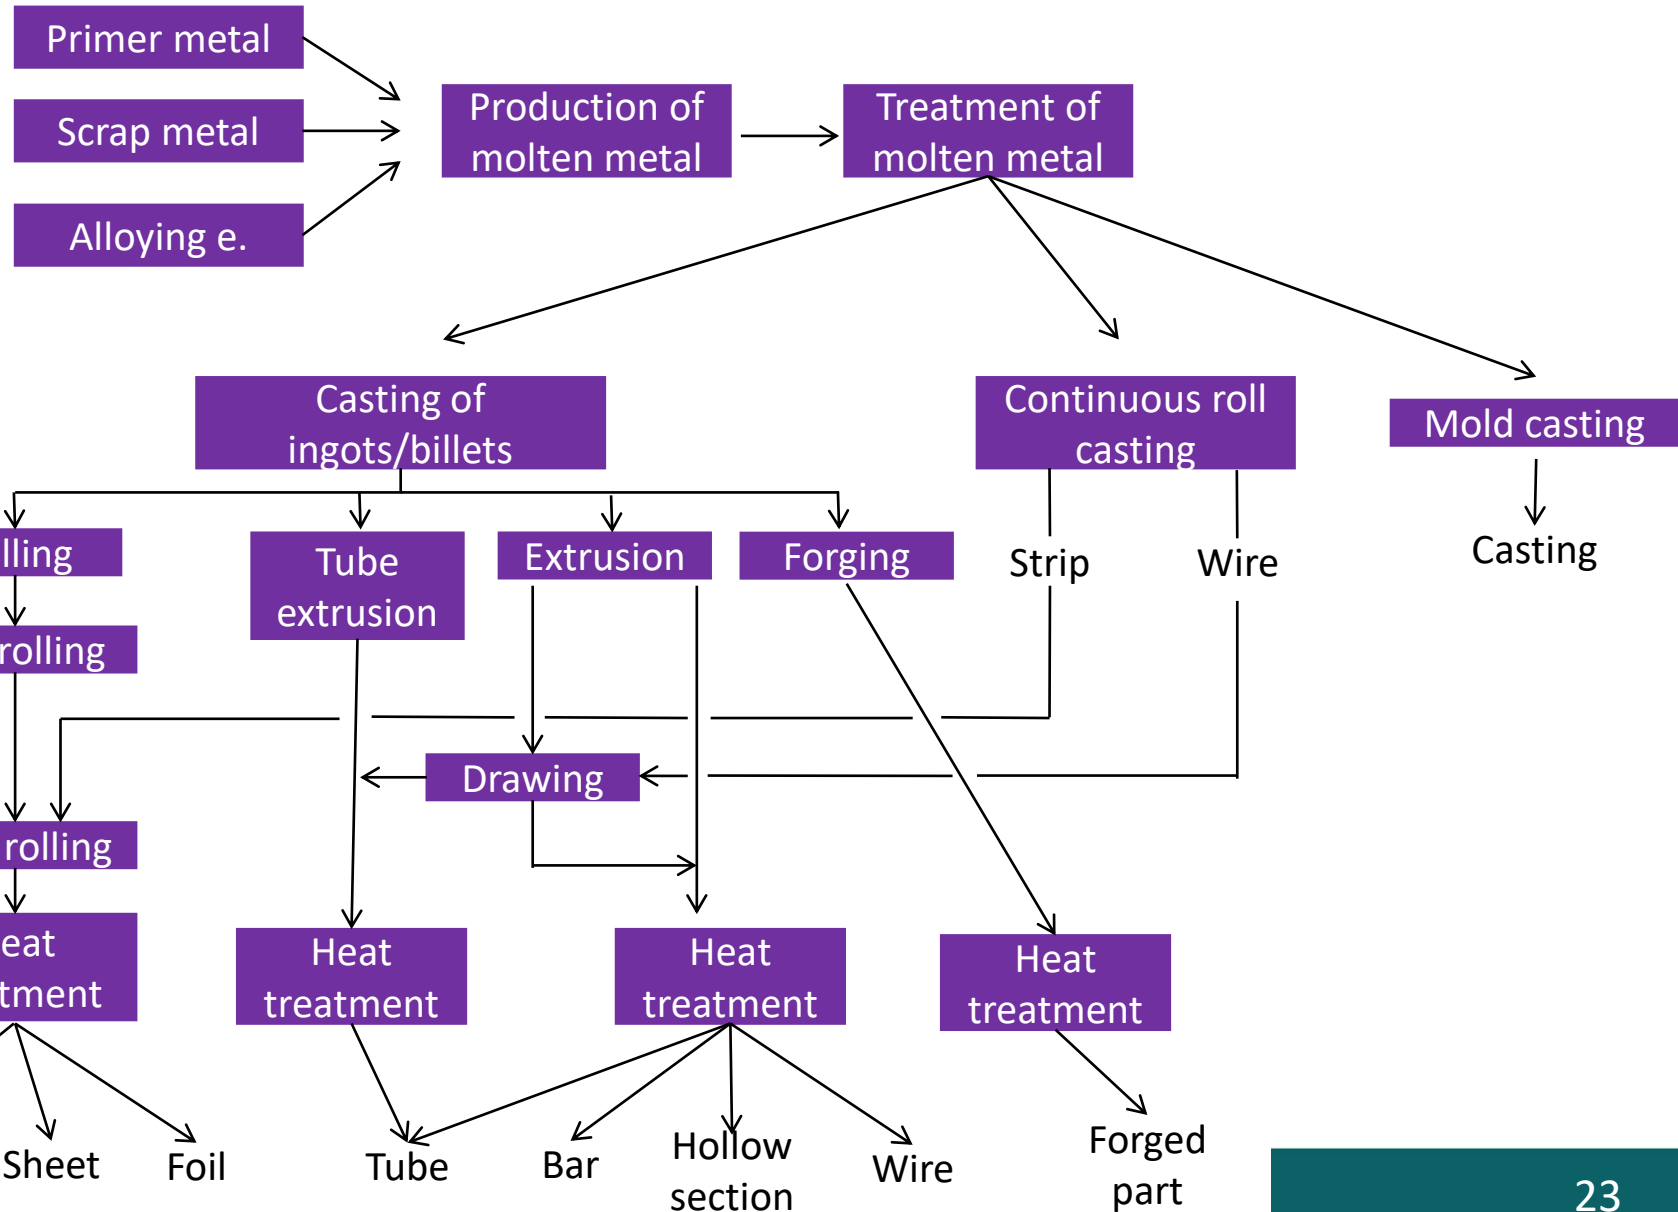 Primer metal
Scrap metal
Alloying e.
Production of
molten metal
Treatment of
molten metal
Casting of
ingots/billets
Continuous roll
casting
Mold casting
lling
Tube
extrusion
Extrusion
Forging
Strip
Wire
Casting
rolling
Drawing
rolling
eat
tment
Heat
treatment
Heat
treatment
Heat
treatment
Sheet
Foil
Tube
Bar
Hollow
section
Wire
Forged
part
23